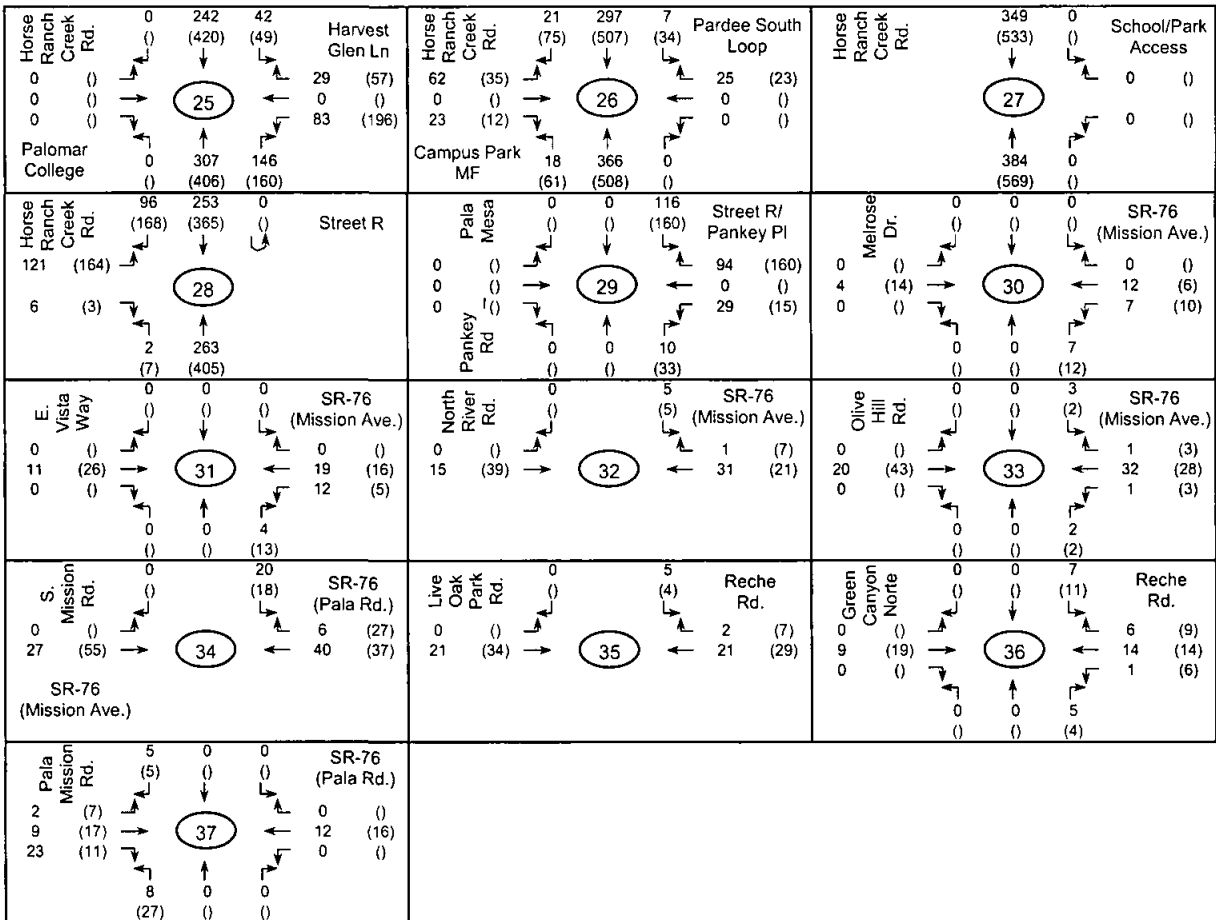 Horse Ranch Creek Rd.
0 242 42
() (420) (49)
Harvest Glen Ln
0 ()
0 ()
0 ()
25
29 (57)
0 ()
83 (196)
Palomar College
0 307 146
() (406) (160)
Horse Ranch Creek Rd.
21 297 7
(75) (507) (34)
Pardee South Loop
62 (35)
0 ()
23 (12)
26
25 (23)
0 ()
0 ()
Campus Park MF
18 366 0
(61) (508) ()
Horse Ranch Creek Rd.
349 0
(533) ()
School/Park Access
27
0 ()
0 ()
384 0
(569) ()
Horse Ranch Creek Rd.
96 253 0
(168) (365) ()
Street R
121 (164)
6 (3)
28
2 263
(7) (405)
Pala Mesa
0 0 116
() () (160)
Street R/ Pankey Pl
0 ()
0 ()
0 ()
29
94 (160)
0 ()
29 (15)
Pankey Rd
0 0 10
() () (33)
Melrose Dr.
0 0 0
() () ()
SR-76 (Mission Ave.)
0 ()
4 (14)
0 ()
30
0 ()
12 (6)
7 (10)
0 0 7
() () (12)
E. Vista Way
0 0 0
() () ()
SR-76 (Mission Ave.)
0 ()
11 (26)
0 ()
31
0 ()
19 (16)
12 (5)
0 0 4
() () (13)
North River Rd.
0 5
() (5)
SR-76 (Mission Ave.)
0 ()
15 (39)
32
1 (7)
31 (21)
Olive Hill Rd.
0 0 3
() () (2)
SR-76 (Mission Ave.)
0 ()
20 (43)
0 ()
33
1 (3)
32 (28)
1 (3)
0 0 2
() () (2)
S. Mission Rd.
0 20
() (18)
SR-76 (Pala Rd.)
0 ()
27 (55)
34
6 (27)
40 (37)
SR-76 (Mission Ave.)
Live Oak Park Rd.
0 5
() (4)
Reche Rd.
0 ()
21 (34)
35
2 (7)
21 (29)
Green Canyon Norte
0 0 7
() () (11)
Reche Rd.
0 ()
9 (19)
0 ()
36
6 (9)
14 (14)
1 (6)
0 0 5
() () (4)
Pala Mission Rd.
5 0 0
(5) () ()
SR-76 (Pala Rd.)
2 (7)
9 (17)
23 (11)
37
0 ()
12 (16)
0 ()
8 0 0
(27) () ()